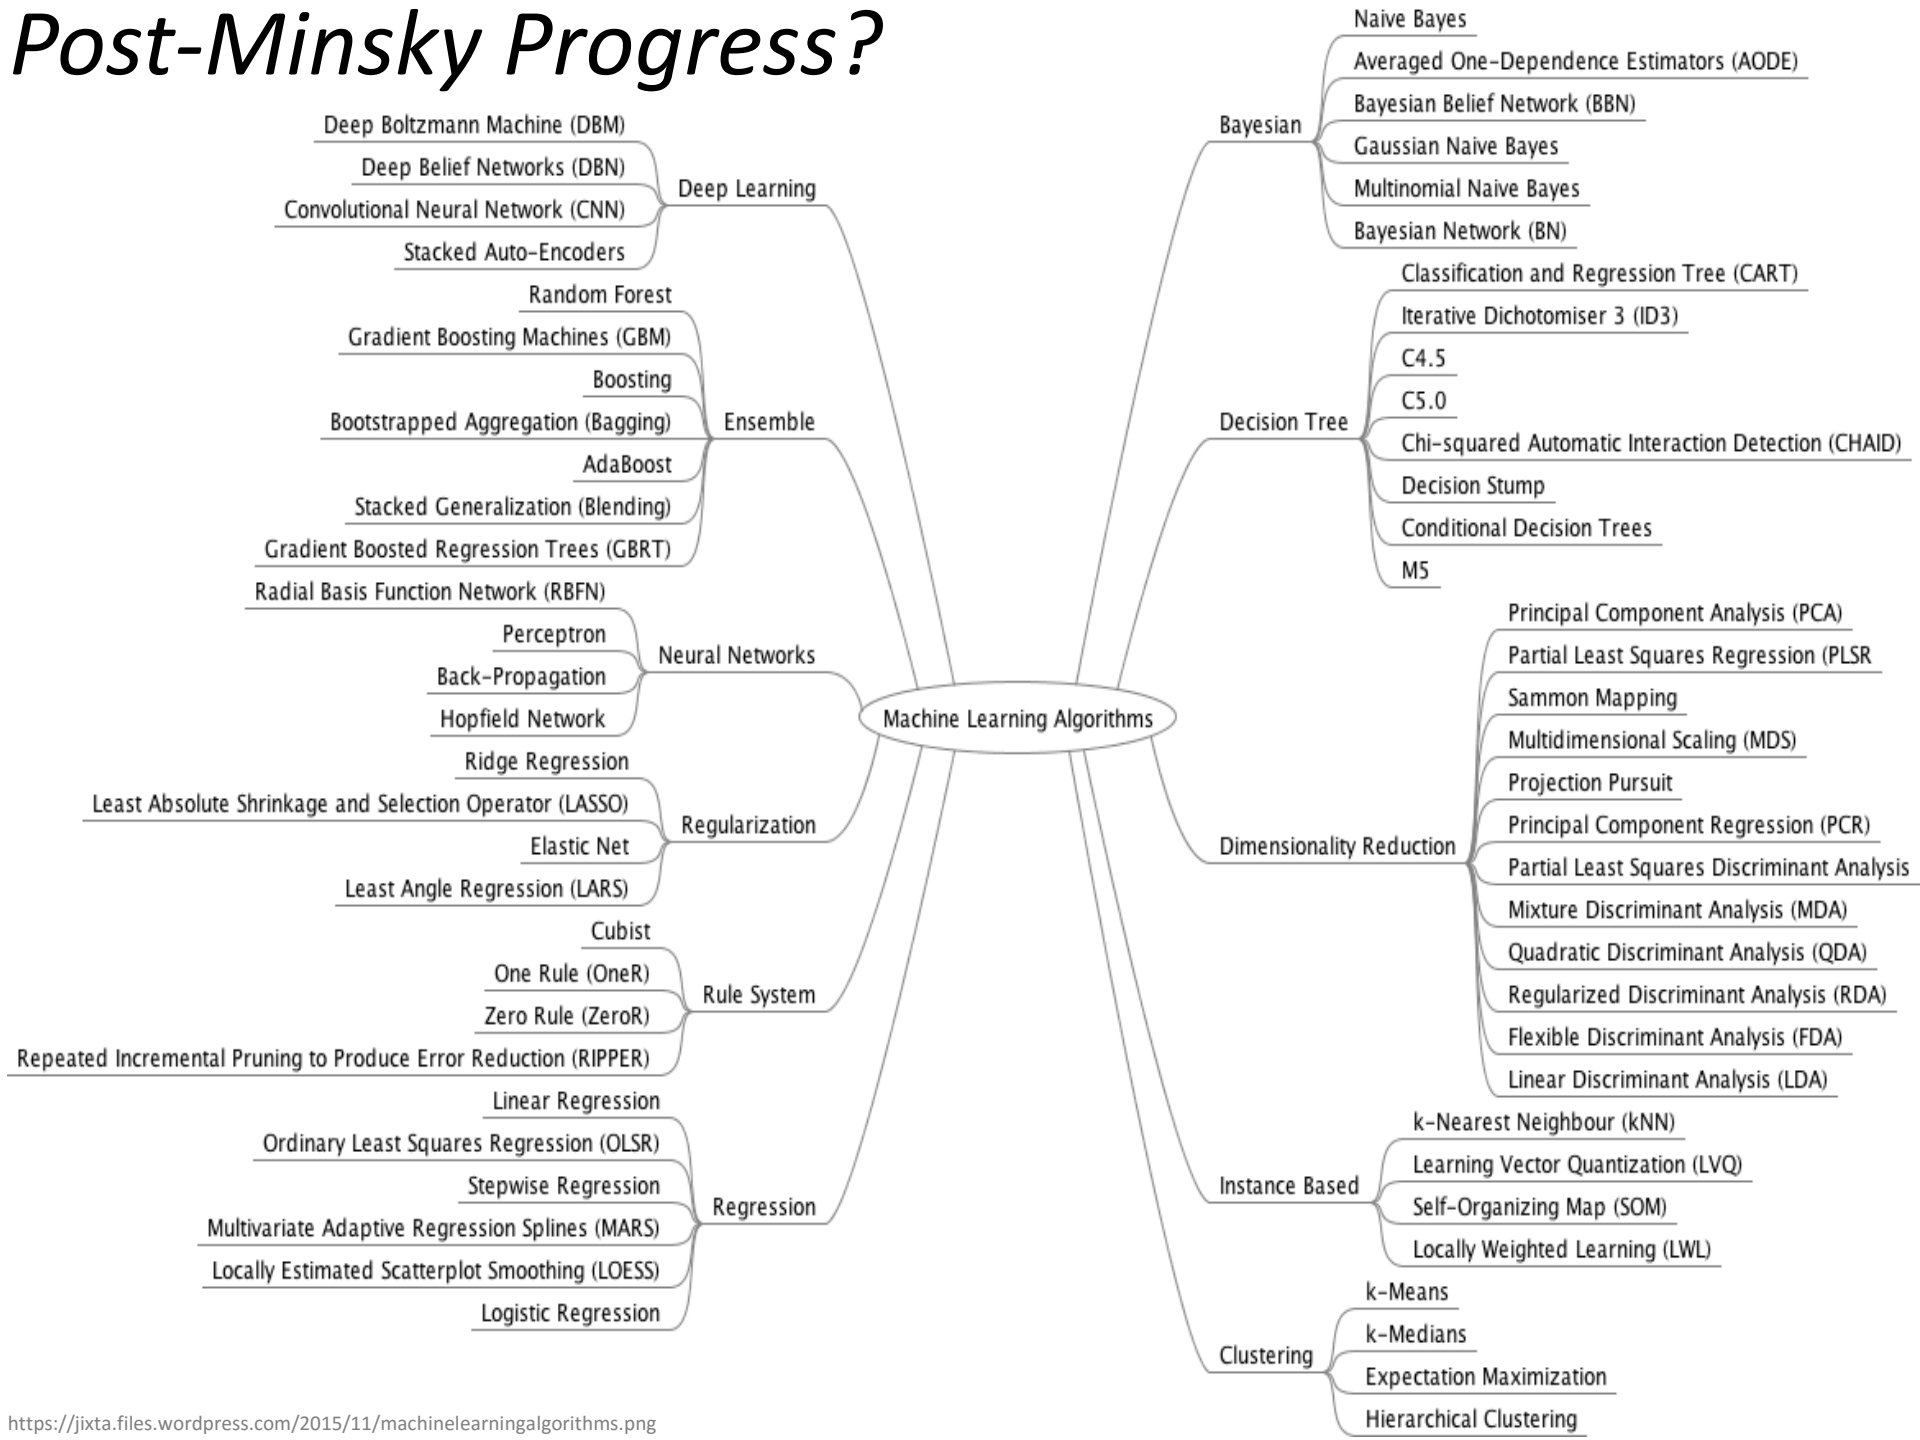 Post-Minsky Progress?
Deep Boltzmann Machine (DBM)
Deep Belief Networks (DBN)
Convolutional Neural Network (CNN)
Stacked Auto-Encoders
Deep Learning
Random Forest
Gradient Boosting Machines (GBM)
Boosting
Bootstrapped Aggregation (Bagging)
AdaBoost
Stacked Generalization (Blending)
Gradient Boosted Regression Trees (GBRT)
Ensemble
Radial Basis Function Network (RBFN)
Perceptron
Back-Propagation
Hopfield Network
Neural Networks
Ridge Regression
Least Absolute Shrinkage and Selection Operator (LASSO)
Elastic Net
Least Angle Regression (LARS)
Regularization
Cubist
One Rule (OneR)
Zero Rule (ZeroR)
Repeated Incremental Pruning to Produce Error Reduction (RIPPER)
Rule System
Linear Regression
Ordinary Least Squares Regression (OLSR)
Stepwise Regression
Multivariate Adaptive Regression Splines (MARS)
Locally Estimated Scatterplot Smoothing (LOESS)
Logistic Regression
Regression
Machine Learning Algorithms
Bayesian
Naive Bayes
Averaged One-Dependence Estimators (AODE)
Bayesian Belief Network (BBN)
Gaussian Naive Bayes
Multinomial Naive Bayes
Bayesian Network (BN)
Decision Tree
Classification and Regression Tree (CART)
Iterative Dichotomiser 3 (ID3)
C4.5
C5.0
Chi-squared Automatic Interaction Detection (CHAID)
Decision Stump
Conditional Decision Trees
M5
Dimensionality Reduction
Principal Component Analysis (PCA)
Partial Least Squares Regression (PLSR
Sammon Mapping
Multidimensional Scaling (MDS)
Projection Pursuit
Principal Component Regression (PCR)
Partial Least Squares Discriminant Analysis
Mixture Discriminant Analysis (MDA)
Quadratic Discriminant Analysis (QDA)
Regularized Discriminant Analysis (RDA)
Flexible Discriminant Analysis (FDA)
Linear Discriminant Analysis (LDA)
Instance Based
k-Nearest Neighbour (kNN)
Learning Vector Quantization (LVQ)
Self-Organizing Map (SOM)
Locally Weighted Learning (LWL)
Clustering
k-Means
k-Medians
Expectation Maximization
Hierarchical Clustering
https://jixta.files.wordpress.com/2015/11/machinelearningalgorithms.png